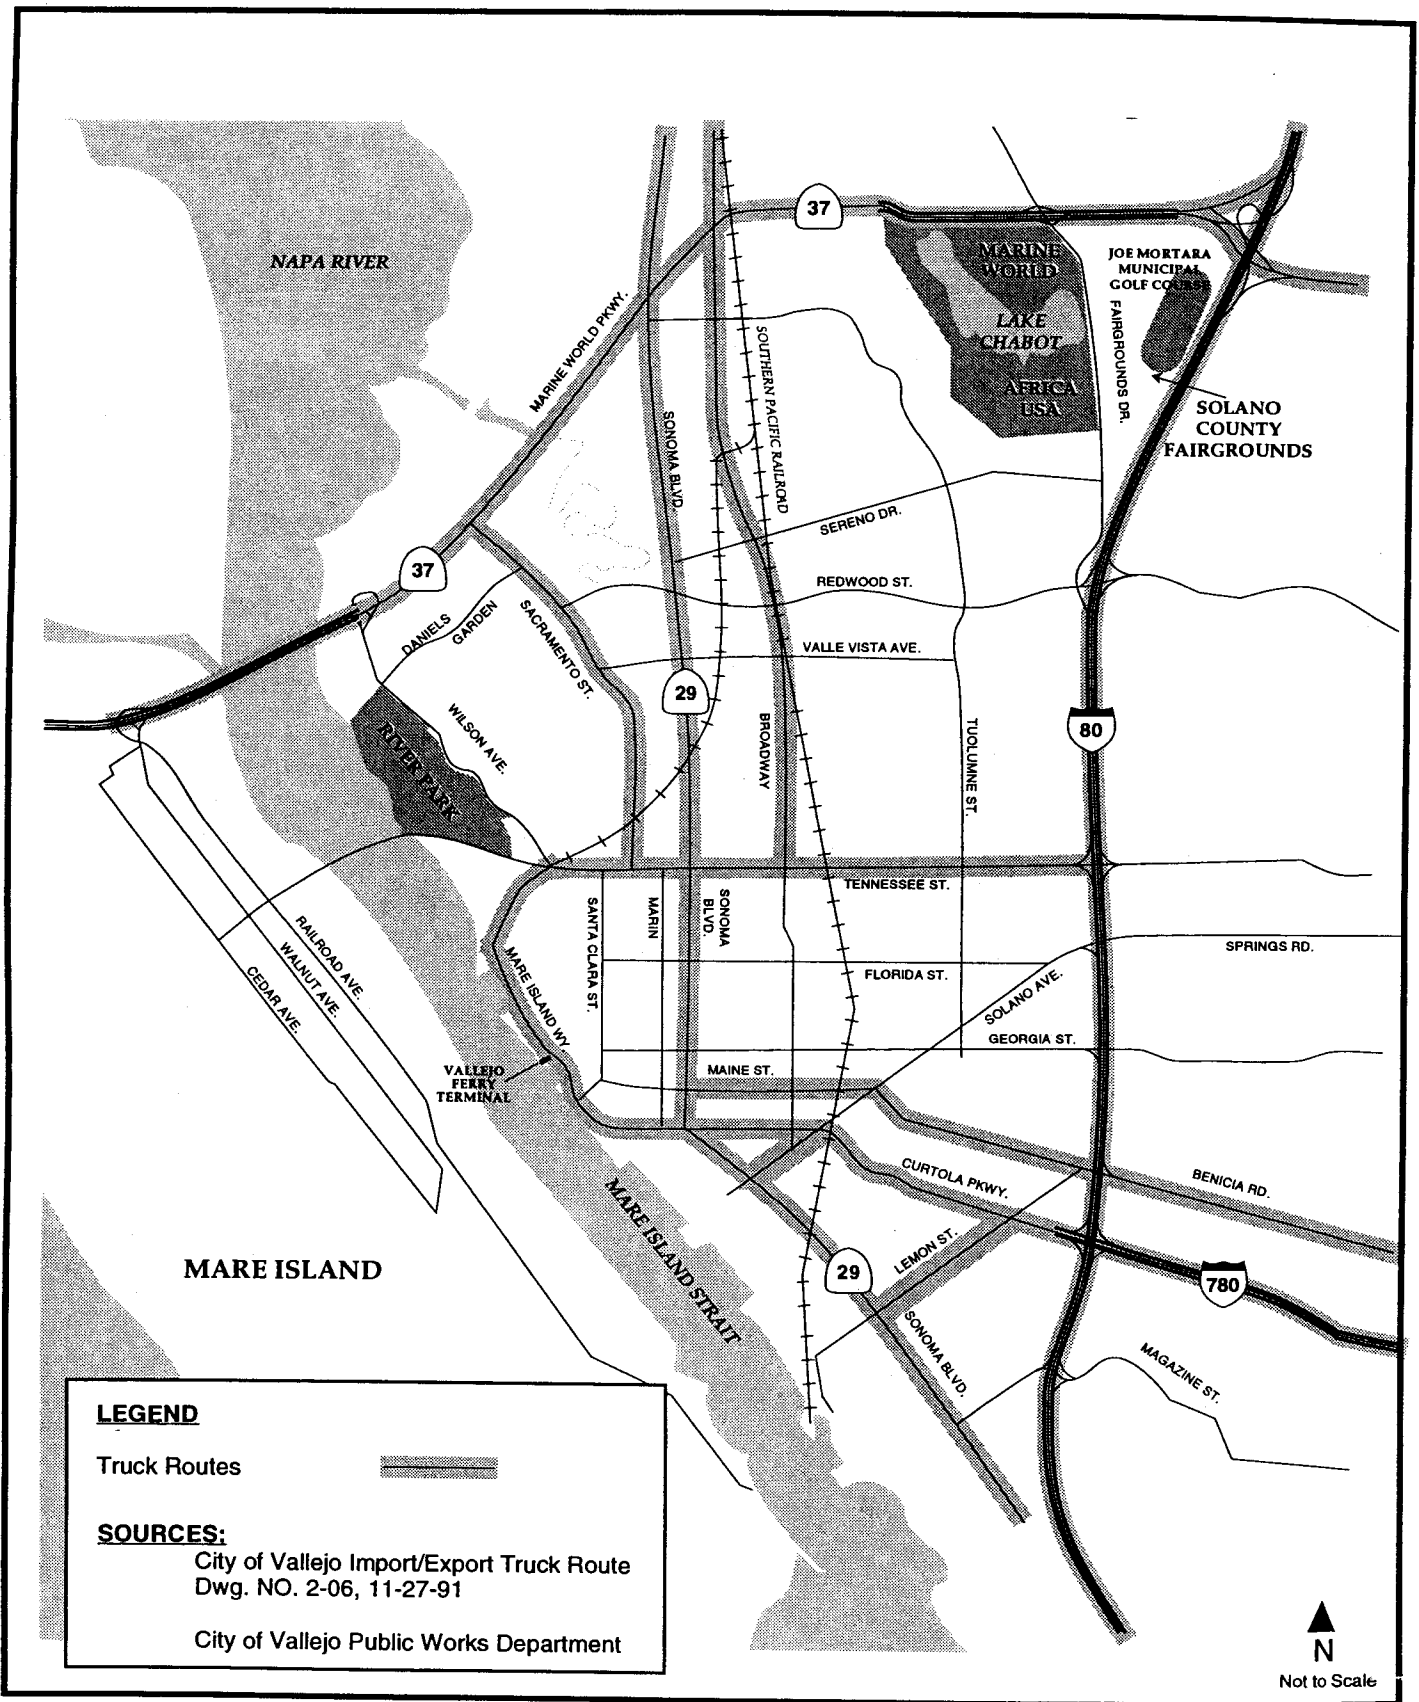 37
NAPA RIVER
MARINE
WORLD
LAKE
CHABOT
AFRICA
USA
JOE MORTARA
MUNICIPAL
GOLF COURSE
FAIRGROUNDS DR.
SOLANO
COUNTY
FAIRGROUNDS
MARINE WORLD PKWY.
SOUTHERN PACIFIC RAILROAD
SONOMA BLVD.
SERENO DR.
37
REDWOOD ST.
DANIELS
GARDEN
SACRAMENTO ST.
VALLE VISTA AVE.
29
WILSON AVE.
RIVER PARK
BROADWAY
TUOLUMNE ST.
80
TENNESSEE ST.
SANTA CLARA ST.
MARIN
SONOMA
BLVD.
RAILROAD AVE.
WALNUT AVE.
CEDAR AVE.
MARE ISLAND WY
FLORIDA ST.
SOLANO AVE.
SPRINGS RD.
GEORGIA ST.
VALLEJO
FERRY
TERMINAL
MAINE ST.
CURTOLA PKWY.
BENICIA RD.
MARE ISLAND STRAIT
MARE ISLAND
LEMON ST.
29
780
SONOMA BLVD.
MAGAZINE ST.
LEGEND
Truck Routes
SOURCES:
City of Vallejo Import/Export Truck Route
Dwg. NO. 2-06, 11-27-91
City of Vallejo Public Works Department
N
Not to Scale